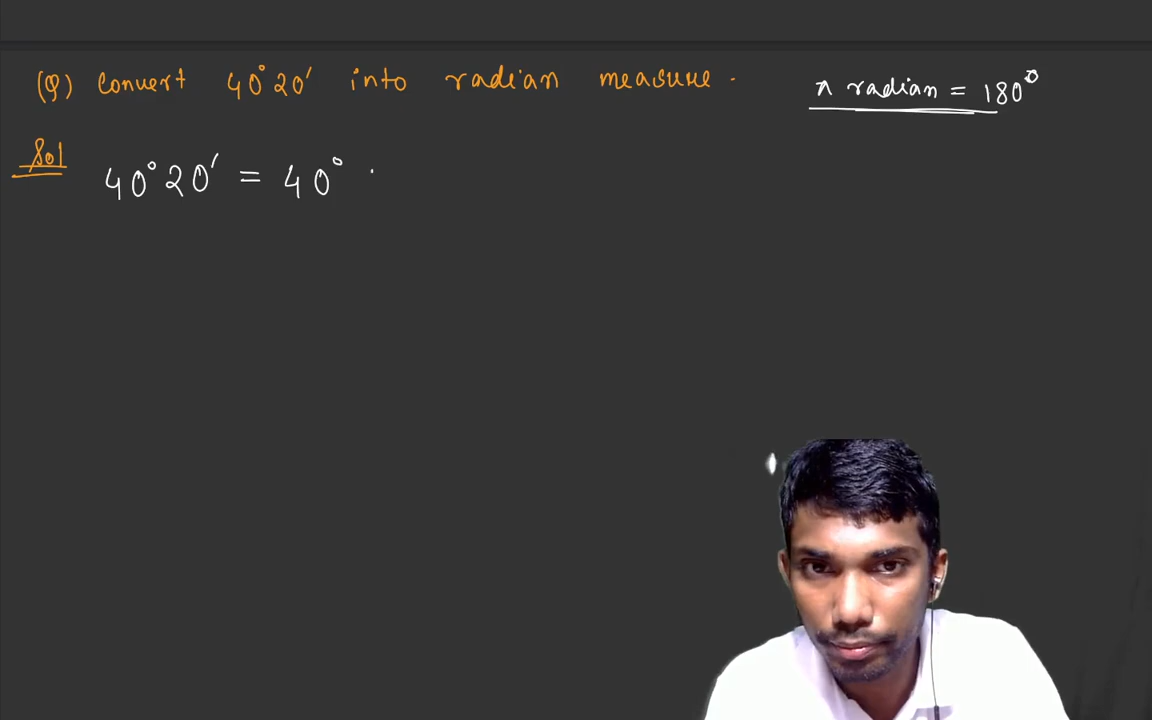 (Q) Convert 40°20′ into radian measure.
π radian = 180°
Sol
40°20′ = 40°